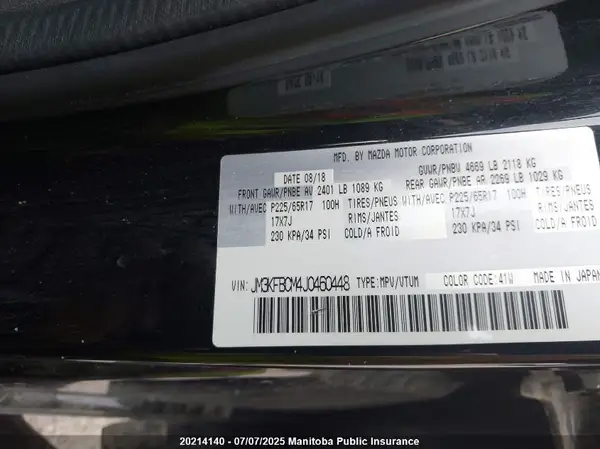 MFD. BY MAZDA MOTOR CORPORATION
DATE 08/18 GVWR/PNBV 4669 LB 2118 KG
FRONT GAWR/PNBE AV 2401 LB 1089 KG REAR GAWR/PNBE AR 2269 LB 1029 KG
WITH/AVEC P225/65R17 100H TIRES/PNEUS WITH/AVEC P225/65R17 100H TIRES/PNEUS
17X7J RIMS/JANTES 17X7J RIMS/JANTES
230 KPA/34 PSI COLD/A FROID 230 KPA/34 PSI COLD/A FROID
VIN: JM3KFBCM4J0460448 TYPE:MPV/VTUM COLOR CODE:41W MADE IN JAPAN
20214140 - 07/07/2025 Manitoba Public Insurance